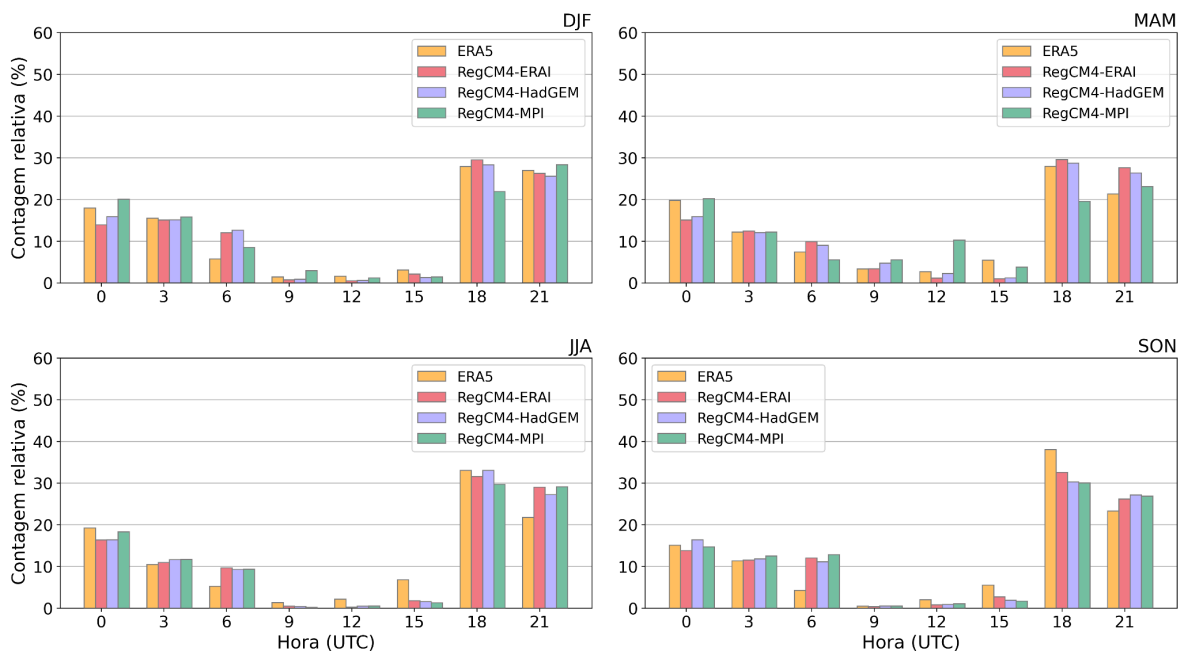 DJF
Contagem relativa (%)
60
50
40
30
20
10
0
ERA5
RegCM4-ERAI
RegCM4-HadGEM
RegCM4-MPI
0 3 6 9 12 15 18 21
MAM
60
50
40
30
20
10
0
ERA5
RegCM4-ERAI
RegCM4-HadGEM
RegCM4-MPI
0 3 6 9 12 15 18 21
JJA
Contagem relativa (%)
60
50
40
30
20
10
0
ERA5
RegCM4-ERAI
RegCM4-HadGEM
RegCM4-MPI
0 3 6 9 12 15 18 21
Hora (UTC)
SON
60
50
40
30
20
10
0
ERA5
RegCM4-ERAI
RegCM4-HadGEM
RegCM4-MPI
0 3 6 9 12 15 18 21
Hora (UTC)